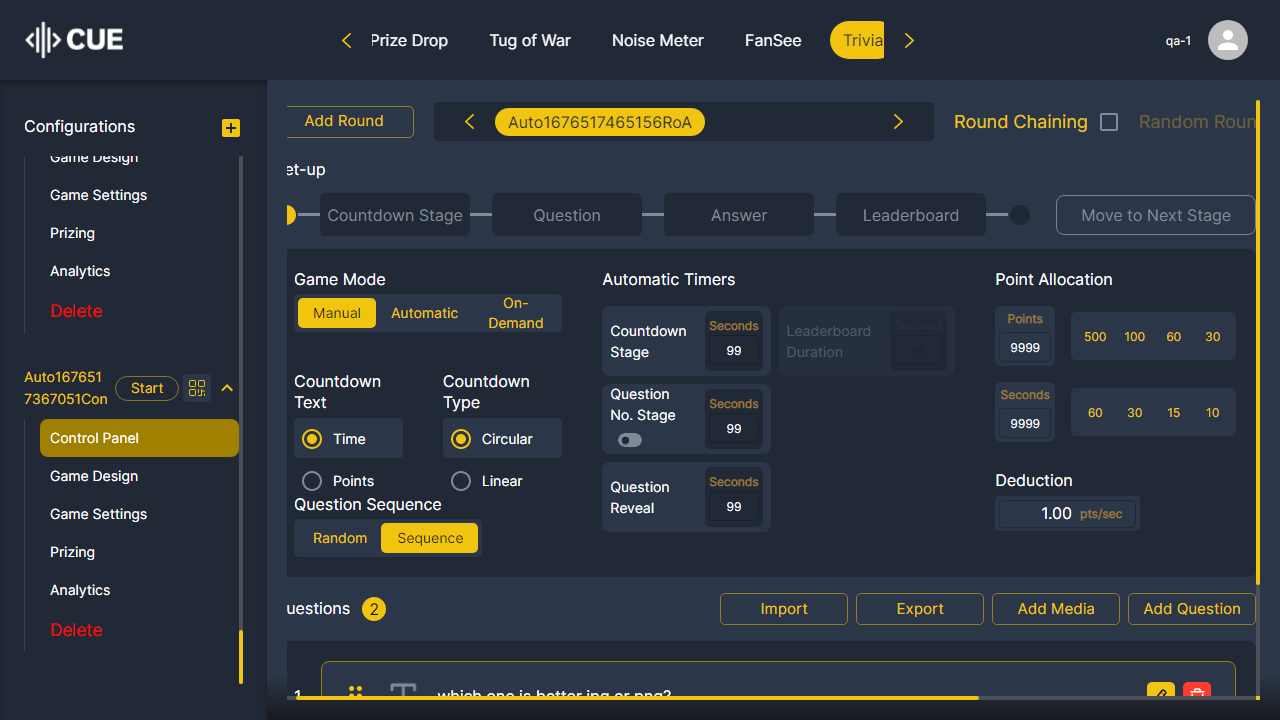 CUE
Prize Drop
Tug of War
Noise Meter
FanSee
Trivia
qa-1
Configurations
Game Design
Game Settings
Prizing
Analytics
Delete
Auto167651
7367051Con
Start
Control Panel
Game Design
Game Settings
Prizing
Analytics
Delete
Add Round
Auto1676517465156RoA
Round Chaining
Random Roun
et-up
Countdown Stage
Question
Answer
Leaderboard
Move to Next Stage
Game Mode
Manual
Automatic
On-
Demand
Countdown
Text
Time
Points
Countdown
Type
Circular
Linear
Question Sequence
Random
Sequence
Automatic Timers
Countdown
Stage
Seconds
99
Leaderboard
Duration
Seconds
Question
No. Stage
Seconds
99
Question
Reveal
Seconds
99
Point Allocation
Points
9999
500 100 60 30
Seconds
9999
60 30 15 10
Deduction
1.00 pts/sec
uestions 2
Import
Export
Add Media
Add Question
1
which one is better jpg or png?